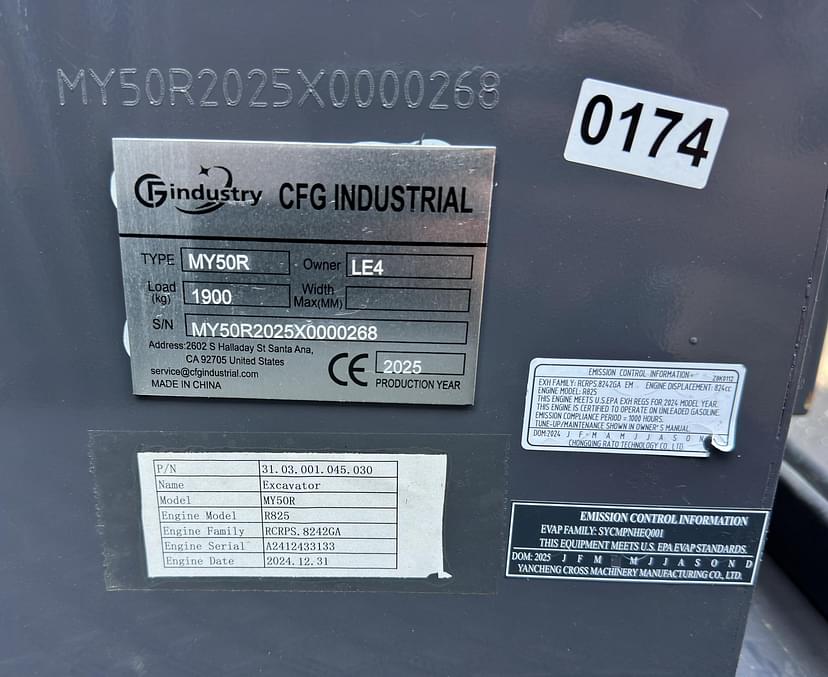 MY50R2025X0000268
0174
CFG industry CFG INDUSTRIAL
TYPE MY50R Owner LE4
Load (kg) 1900 Width Max(MM)
S/N MY50R2025X0000268
Address:2602 S Halladay St Santa Ana,
CA 92705 United States
service@cfgindustrial.com
MADE IN CHINA
CE 2025
PRODUCTION YEAR
EMISSION CONTROL INFORMATION
EXH FAMILY: RCRPS.8242GA EM ENGINE DISPLACEMENT: 824cc
ENGINE MODEL: R825
THIS ENGINE MEETS U.S.EPA EXH REGS FOR 2024 MODEL YEAR.
THIS ENGINE IS CERTIFIED TO OPERATE ON UNLEADED GASOLINE.
EMISSION COMPLIANCE PERIOD = 1000 HOURS.
TUNE-UP/MAINTENANCE SHOWN IN OWNER'S MANUAL.
DOM:2024 J F M A M J J A S O N
CHONGQING RATO TECHNOLOGY CO. LTD
P/N 31.03.001.045.030
Name Excavator
Model MY50R
Engine Model R825
Engine Family RCRPS.8242GA
Engine Serial A2412433133
Engine Date 2024.12.31
EMISSION CONTROL INFORMATION
EVAP FAMILY: SYCMPNHEQ001
THIS EQUIPMENT MEETS U.S. EPA EVAP STANDARDS.
DOM: 2025 J F M M J J A S O N D
YANCHENG CROSS MACHINERY MANUFACTURING CO., LTD.